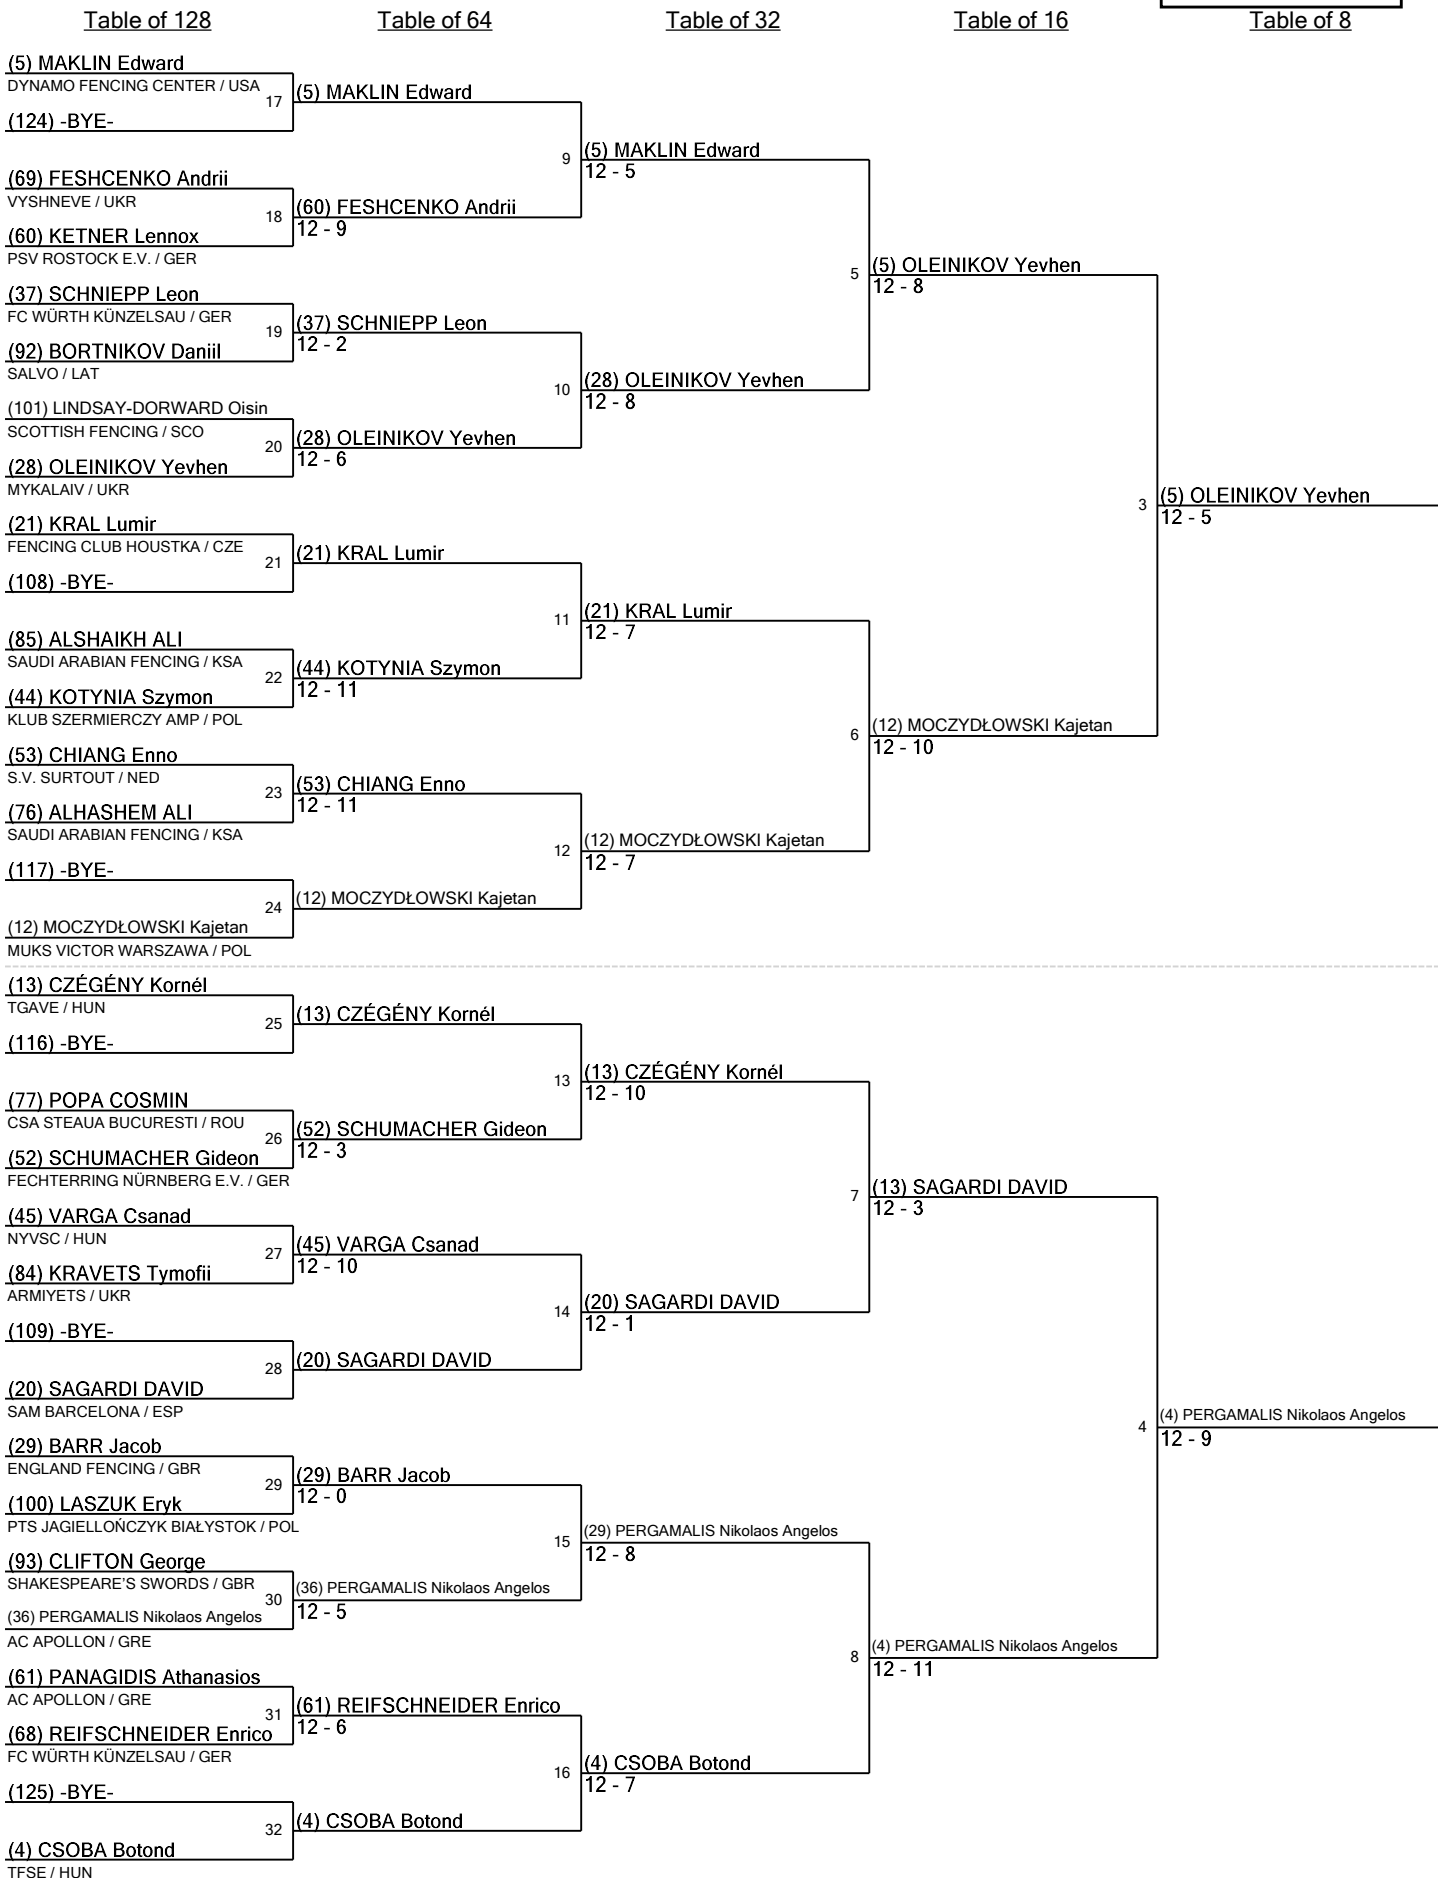 Table of 128
Table of 64
Table of 32
Table of 16
Table of 8
(5) MAKLIN Edward
DYNAMO FENCING CENTER / USA
17
(5) MAKLIN Edward
(124) -BYE-
9
(5) MAKLIN Edward
12 - 5
(69) FESHCENKO Andrii
VYSHNEVE / UKR
18
(60) FESHCENKO Andrii
12 - 9
(60) KETNER Lennox
PSV ROSTOCK E.V. / GER
5
(5) OLEINIKOV Yevhen
12 - 8
(37) SCHNIEPP Leon
FC WÜRTH KÜNZELSAU / GER
19
(37) SCHNIEPP Leon
12 - 2
(92) BORTNIKOV Daniil
SALVO / LAT
10
(28) OLEINIKOV Yevhen
12 - 8
(101) LINDSAY-DORWARD Oisin
SCOTTISH FENCING / SCO
20
(28) OLEINIKOV Yevhen
12 - 6
(28) OLEINIKOV Yevhen
MYKALAIV / UKR
3
(5) OLEINIKOV Yevhen
12 - 5
(21) KRAL Lumir
FENCING CLUB HOUSTKA / CZE
21
(21) KRAL Lumir
(108) -BYE-
11
(21) KRAL Lumir
12 - 7
(85) ALSHAIKH ALI
SAUDI ARABIAN FENCING / KSA
22
(44) KOTYNIA Szymon
12 - 11
(44) KOTYNIA Szymon
KLUB SZERMIERCZY AMP / POL
6
(12) MOCZYDŁOWSKI Kajetan
12 - 10
(53) CHIANG Enno
S.V. SURTOUT / NED
23
(53) CHIANG Enno
12 - 11
(76) ALHASHEM ALI
SAUDI ARABIAN FENCING / KSA
12
(12) MOCZYDŁOWSKI Kajetan
12 - 7
(117) -BYE-
24
(12) MOCZYDŁOWSKI Kajetan
(12) MOCZYDŁOWSKI Kajetan
MUKS VICTOR WARSZAWA / POL
(13) CZÉGÉNY Kornél
TGAVE / HUN
25
(13) CZÉGÉNY Kornél
(116) -BYE-
13
(13) CZÉGÉNY Kornél
12 - 10
(77) POPA COSMIN
CSA STEAUA BUCURESTI / ROU
26
(52) SCHUMACHER Gideon
12 - 3
(52) SCHUMACHER Gideon
FECHTERRING NÜRNBERG E.V. / GER
7
(13) SAGARDI DAVID
12 - 3
(45) VARGA Csanad
NYVSC / HUN
27
(45) VARGA Csanad
12 - 10
(84) KRAVETS Tymofii
ARMIYETS / UKR
14
(20) SAGARDI DAVID
12 - 1
(109) -BYE-
28
(20) SAGARDI DAVID
(20) SAGARDI DAVID
SAM BARCELONA / ESP
4
(4) PERGAMALIS Nikolaos Angelos
12 - 9
(29) BARR Jacob
ENGLAND FENCING / GBR
29
(29) BARR Jacob
12 - 0
(100) LASZUK Eryk
PTS JAGIELLOŃCZYK BIAŁYSTOK / POL
15
(29) PERGAMALIS Nikolaos Angelos
12 - 8
(93) CLIFTON George
SHAKESPEARE'S SWORDS / GBR
30
(36) PERGAMALIS Nikolaos Angelos
12 - 5
(36) PERGAMALIS Nikolaos Angelos
AC APOLLON / GRE
8
(4) PERGAMALIS Nikolaos Angelos
12 - 11
(61) PANAGIDIS Athanasios
AC APOLLON / GRE
31
(61) REIFSCHNEIDER Enrico
12 - 6
(68) REIFSCHNEIDER Enrico
FC WÜRTH KÜNZELSAU / GER
16
(4) CSOBA Botond
12 - 7
(125) -BYE-
32
(4) CSOBA Botond
(4) CSOBA Botond
TFSE / HUN